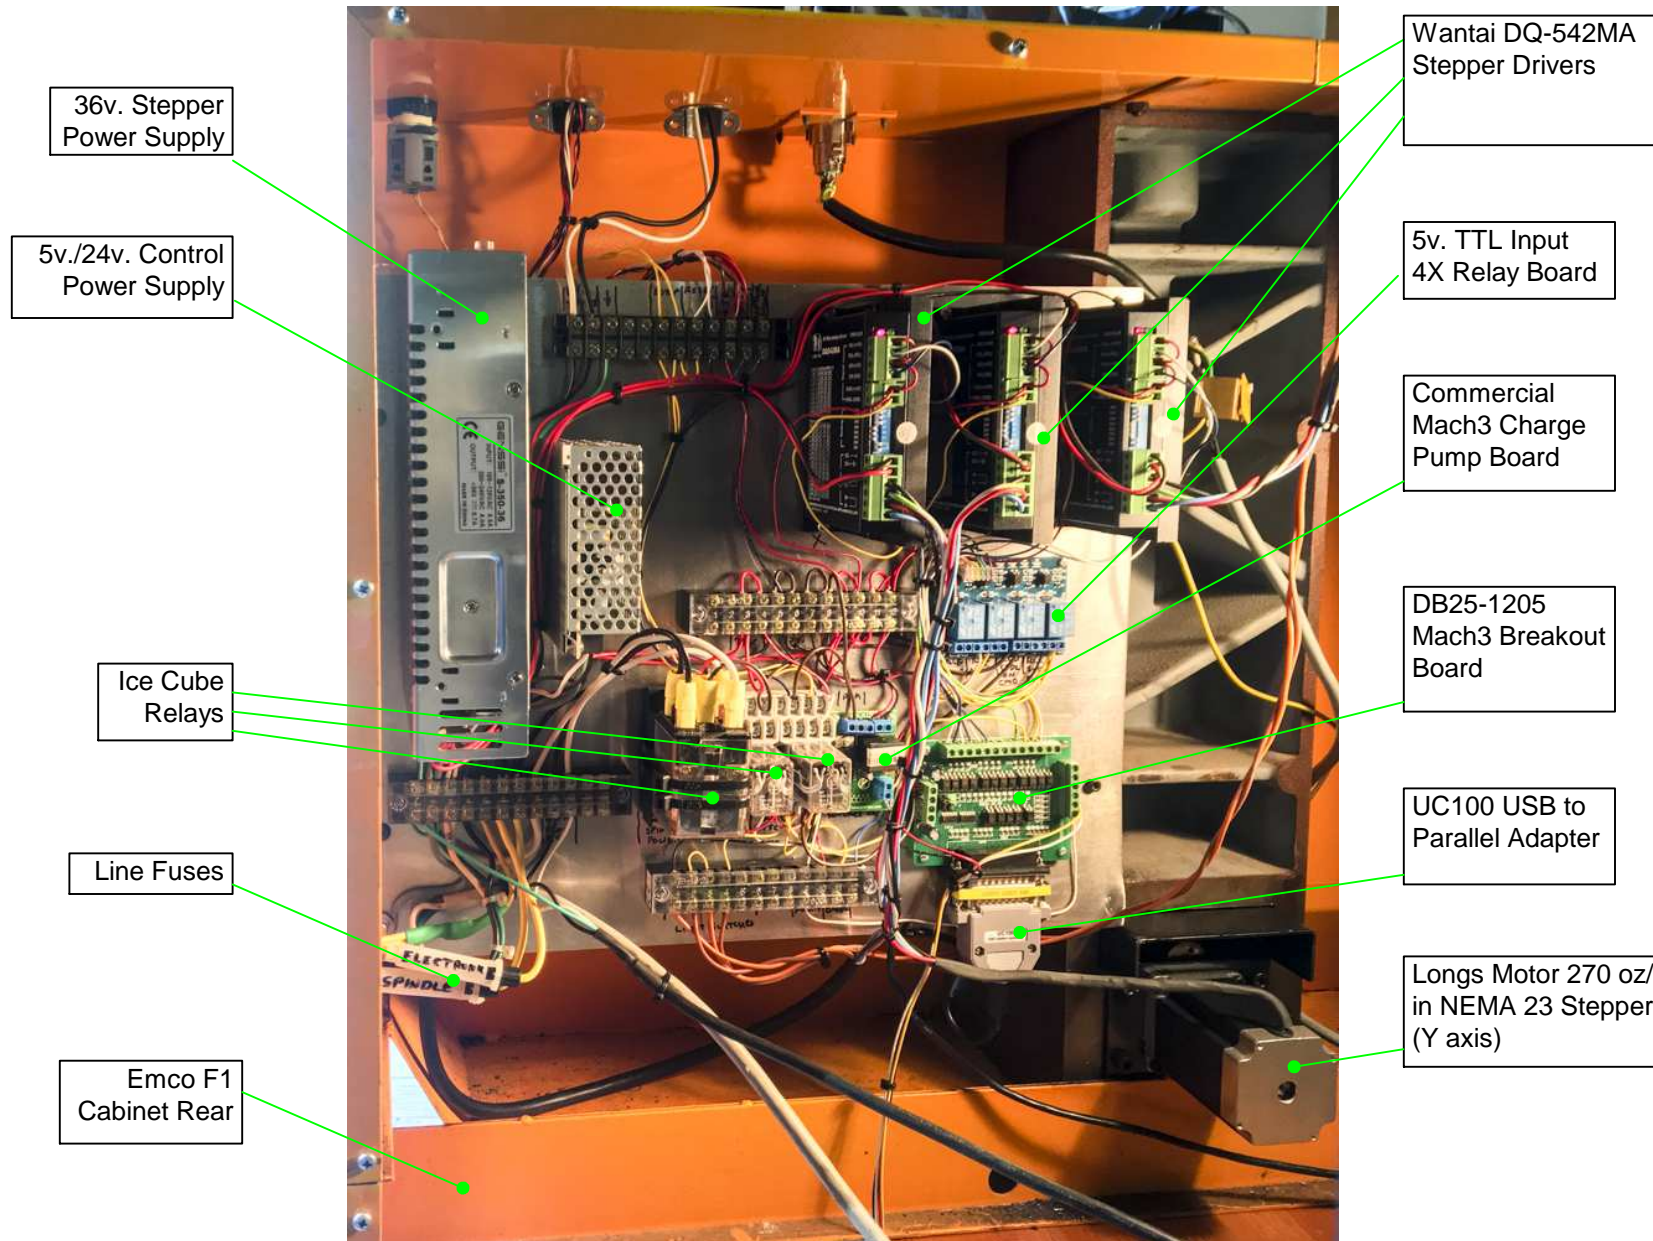 36v. Stepper
Power Supply
5v./24v. Control
Power Supply
Ice Cube
Relays
Line Fuses
Emco F1
Cabinet Rear
Wantai DQ-542MA
Stepper Drivers
5v. TTL Input
4X Relay Board
Commercial
Mach3 Charge
Pump Board
DB25-1205
Mach3 Breakout
Board
UC100 USB to
Parallel Adapter
Longs Motor 270 oz/
in NEMA 23 Stepper
(Y axis)
S-350-36
SPINDLE